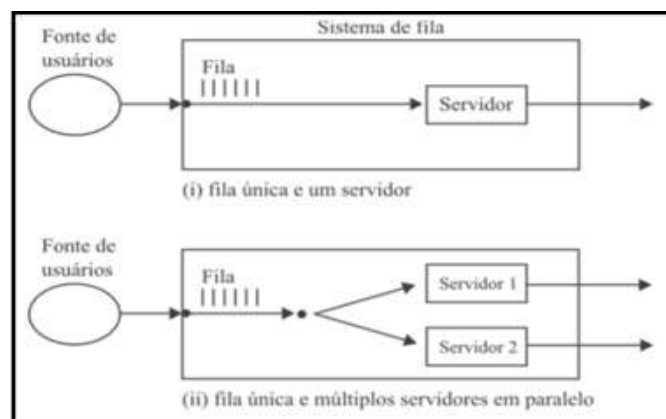 Sistema de fila
Fonte de
usuários
Fila
Servidor
(i) fila única e um servidor
Fonte de
usuários
Fila
Servidor 1
Servidor 2
(ii) fila única e múltiplos servidores em paralelo